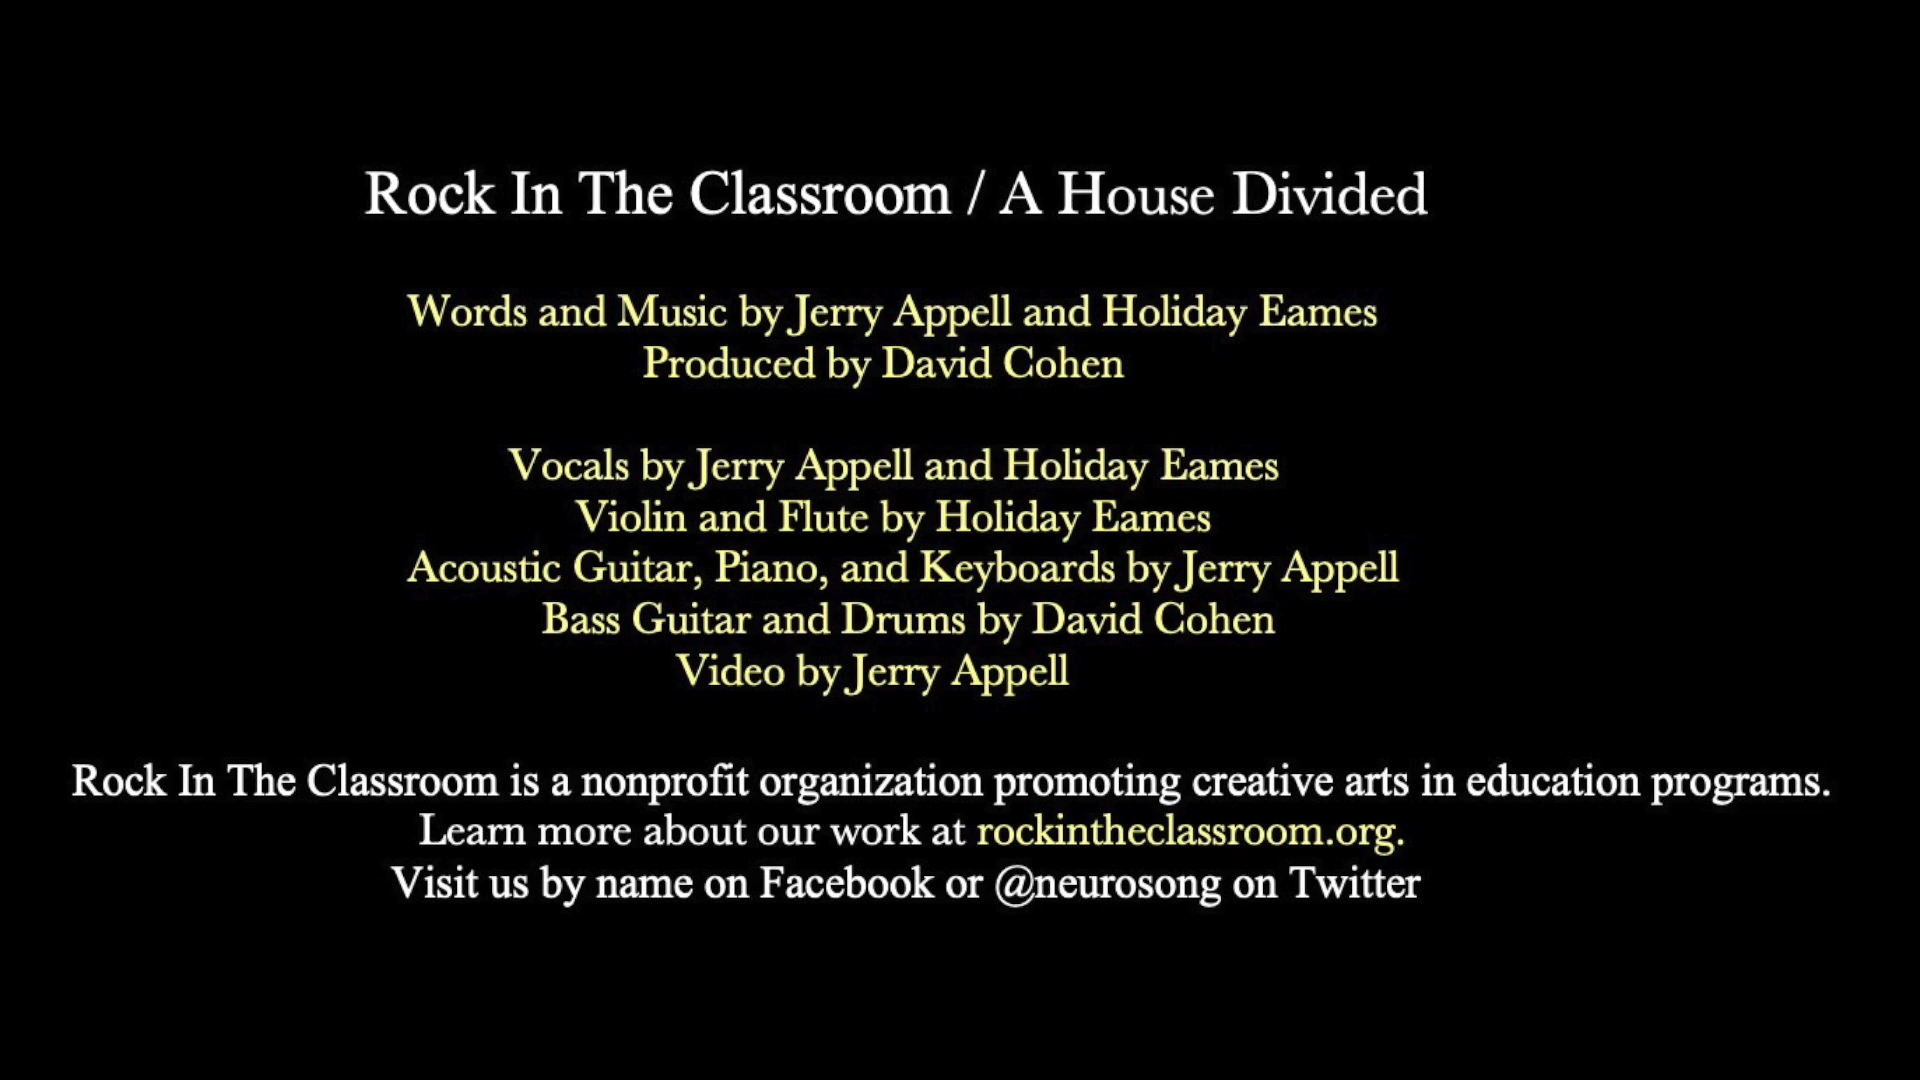 Rock In The Classroom / A House Divided
Words and Music by Jerry Appell and Holiday Eames
Produced by David Cohen
Vocals by Jerry Appell and Holiday Eames
Violin and Flute by Holiday Eames
Acoustic Guitar, Piano, and Keyboards by Jerry Appell
Bass Guitar and Drums by David Cohen
Video by Jerry Appell
Rock In The Classroom is a nonprofit organization promoting creative arts in education programs.
Learn more about our work at rockintheclassroom.org.
Visit us by name on Facebook or @neurosong on Twitter